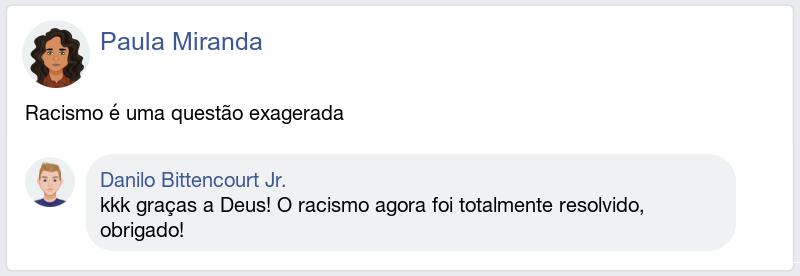 Paula Miranda
Racismo é uma questão exagerada
Danilo Bittencourt Jr.
kkk graças a Deus! O racismo agora foi totalmente resolvido,
obrigado!